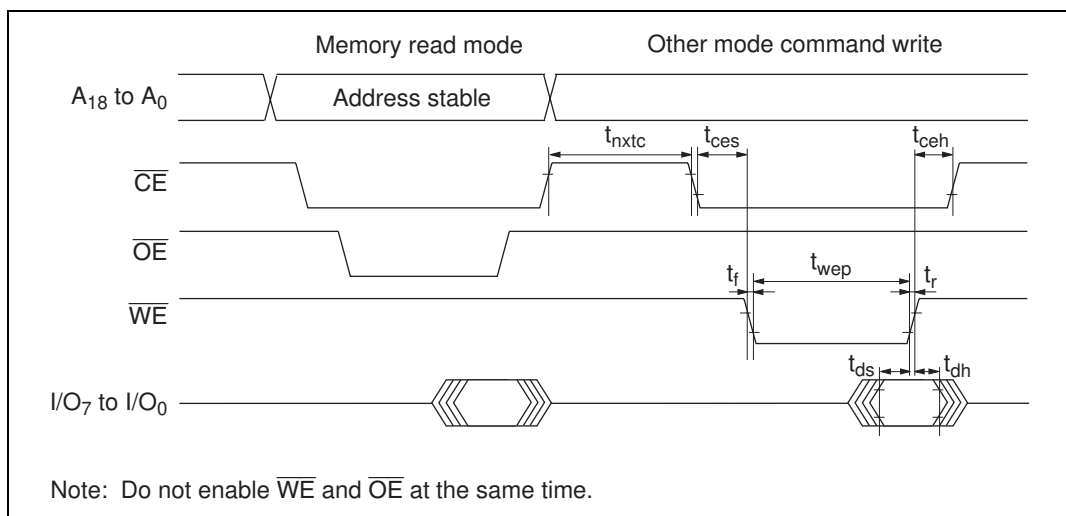 Memory read mode Other mode command write
A18 to A0 Address stable
tnxtc tces tceh
CE
OE
tf twep tr
WE
tds tdh
I/O7 to I/O0
Note: Do not enable WE and OE at the same time.